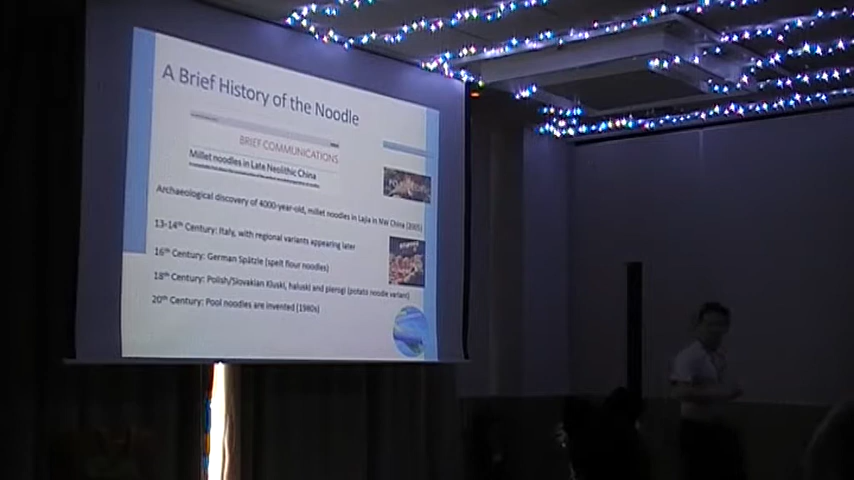 A Brief History of the Noodle
BRIEF COMMUNICATIONS
Millet noodles in Late Neolithic China
Archaeological discovery of 4000-year-old, millet noodles in Lajia in NW China (2005)
13-14th Century: Italy, with regional variants appearing later
16th Century: German Spätzle (spelt flour noodles)
18th Century: Polish/Slovakian Kluski, haluski and pierogi (potato noodle variant)
20th Century: Pool noodles are invented (1980s)